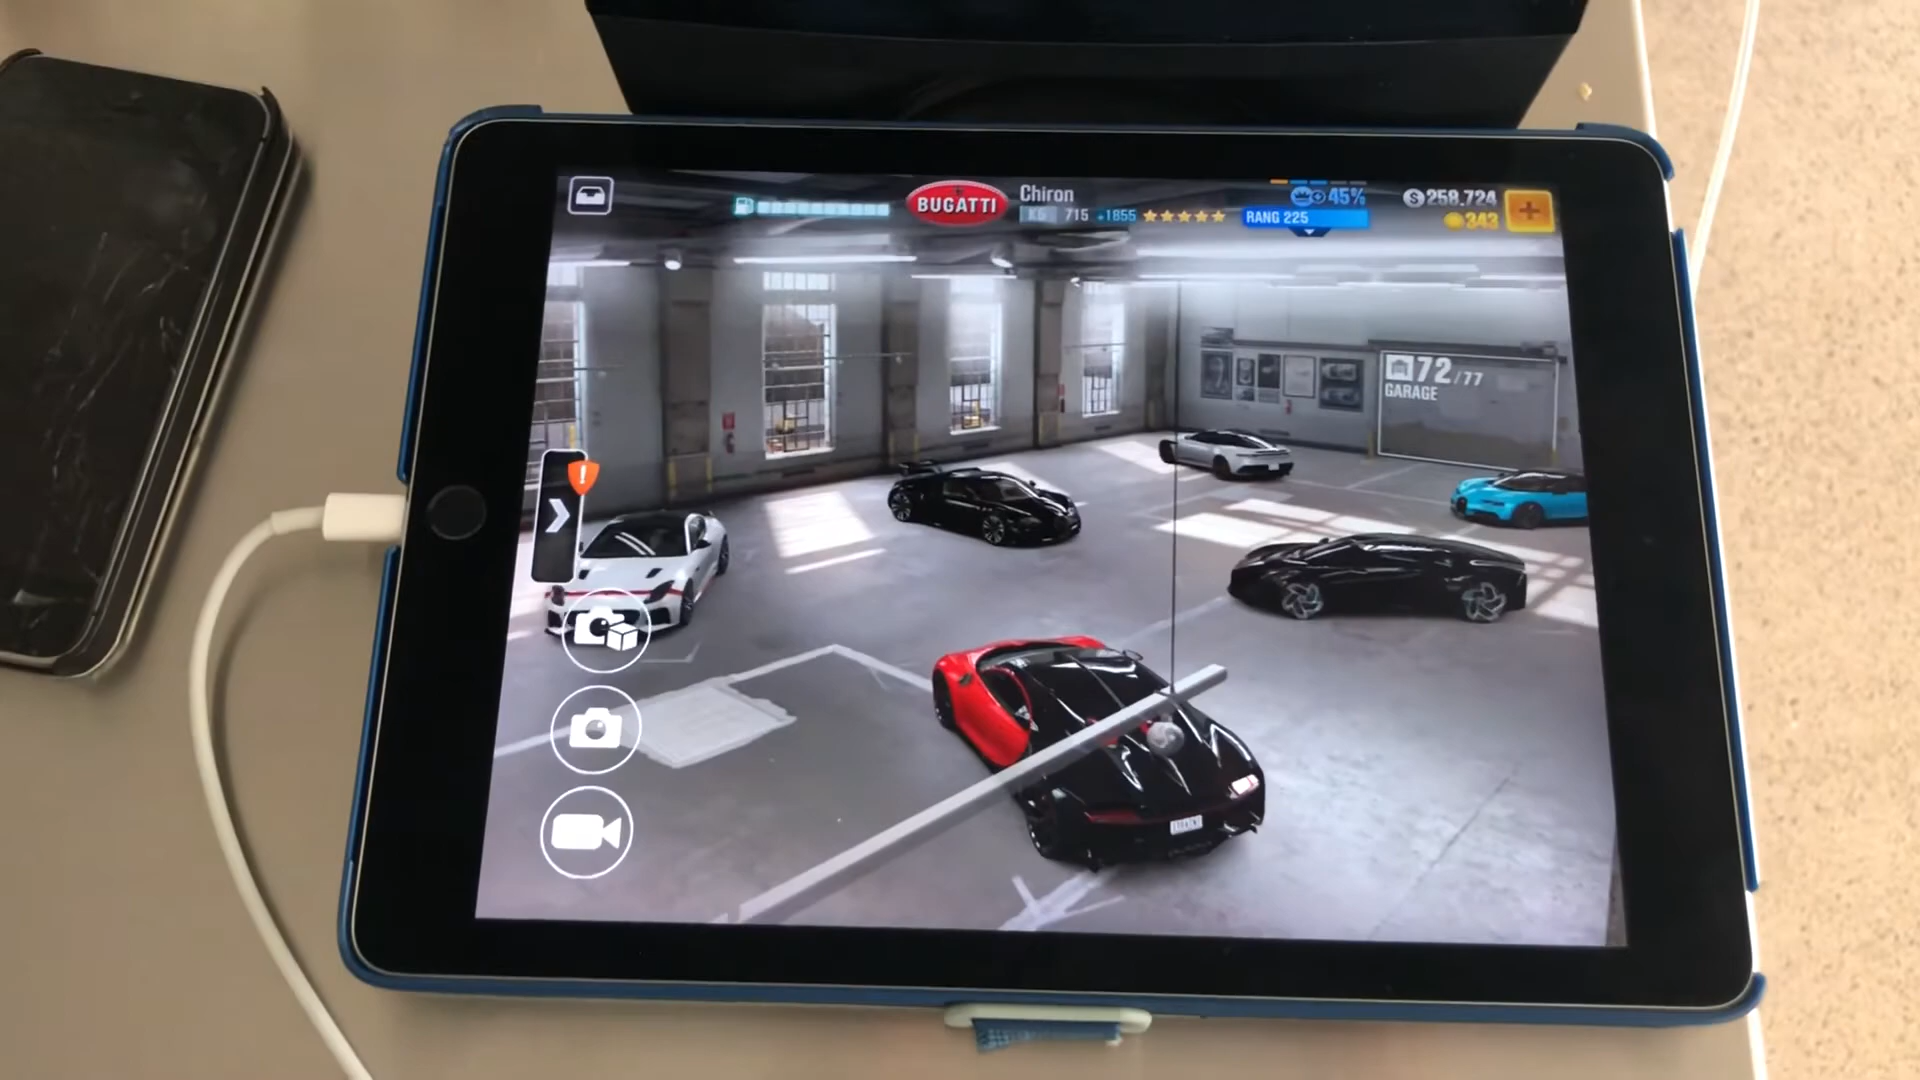 BUGATTI
Chiron
715 +1855
45%
RANG 225
258,724
343
72/77
GARAGE